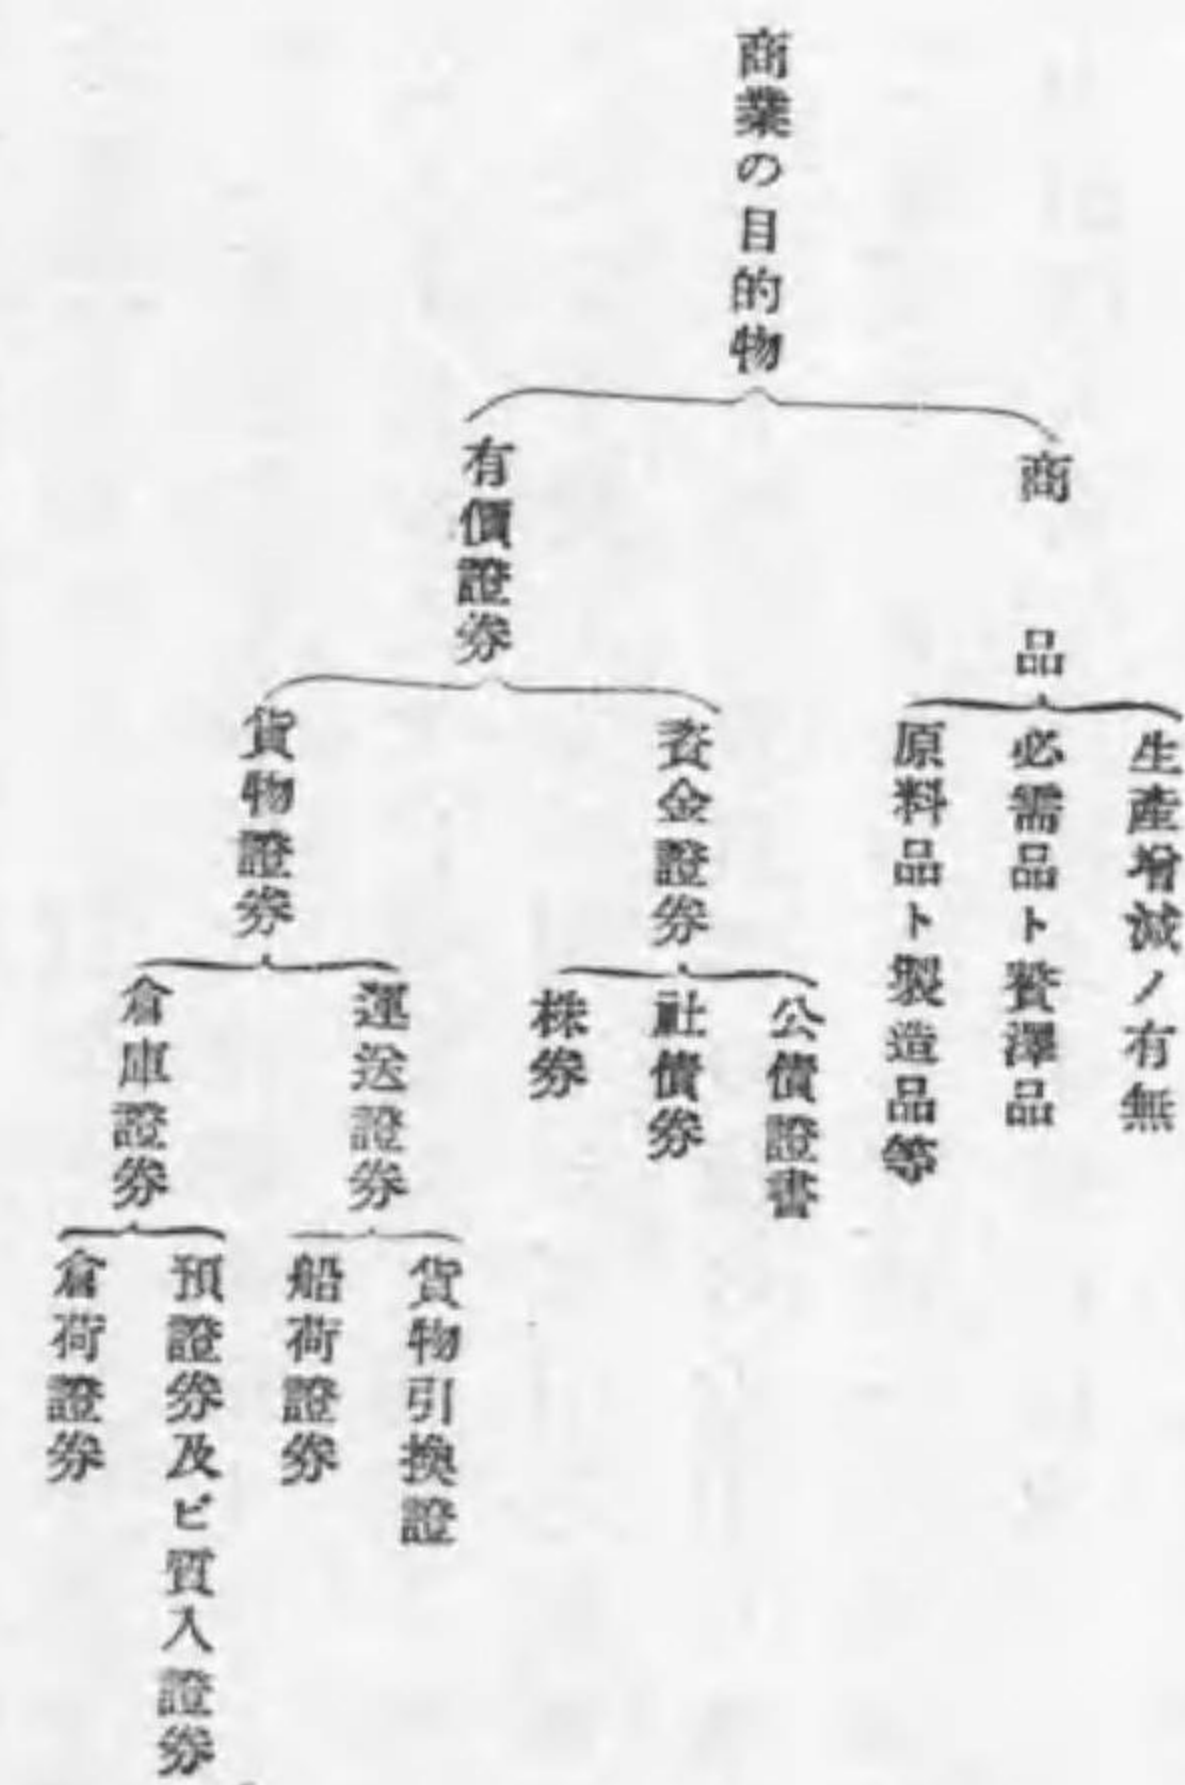 商業の目的物
商品
生產增減ノ有無
必需品ト贅澤品
原料品ト製造品等
有價證券
資金證券
公債證書
社債券
株券
貨物證券
運送證券
貨物引換證
船荷證券
倉庫證券
預證券及ビ質入證券
倉荷證券